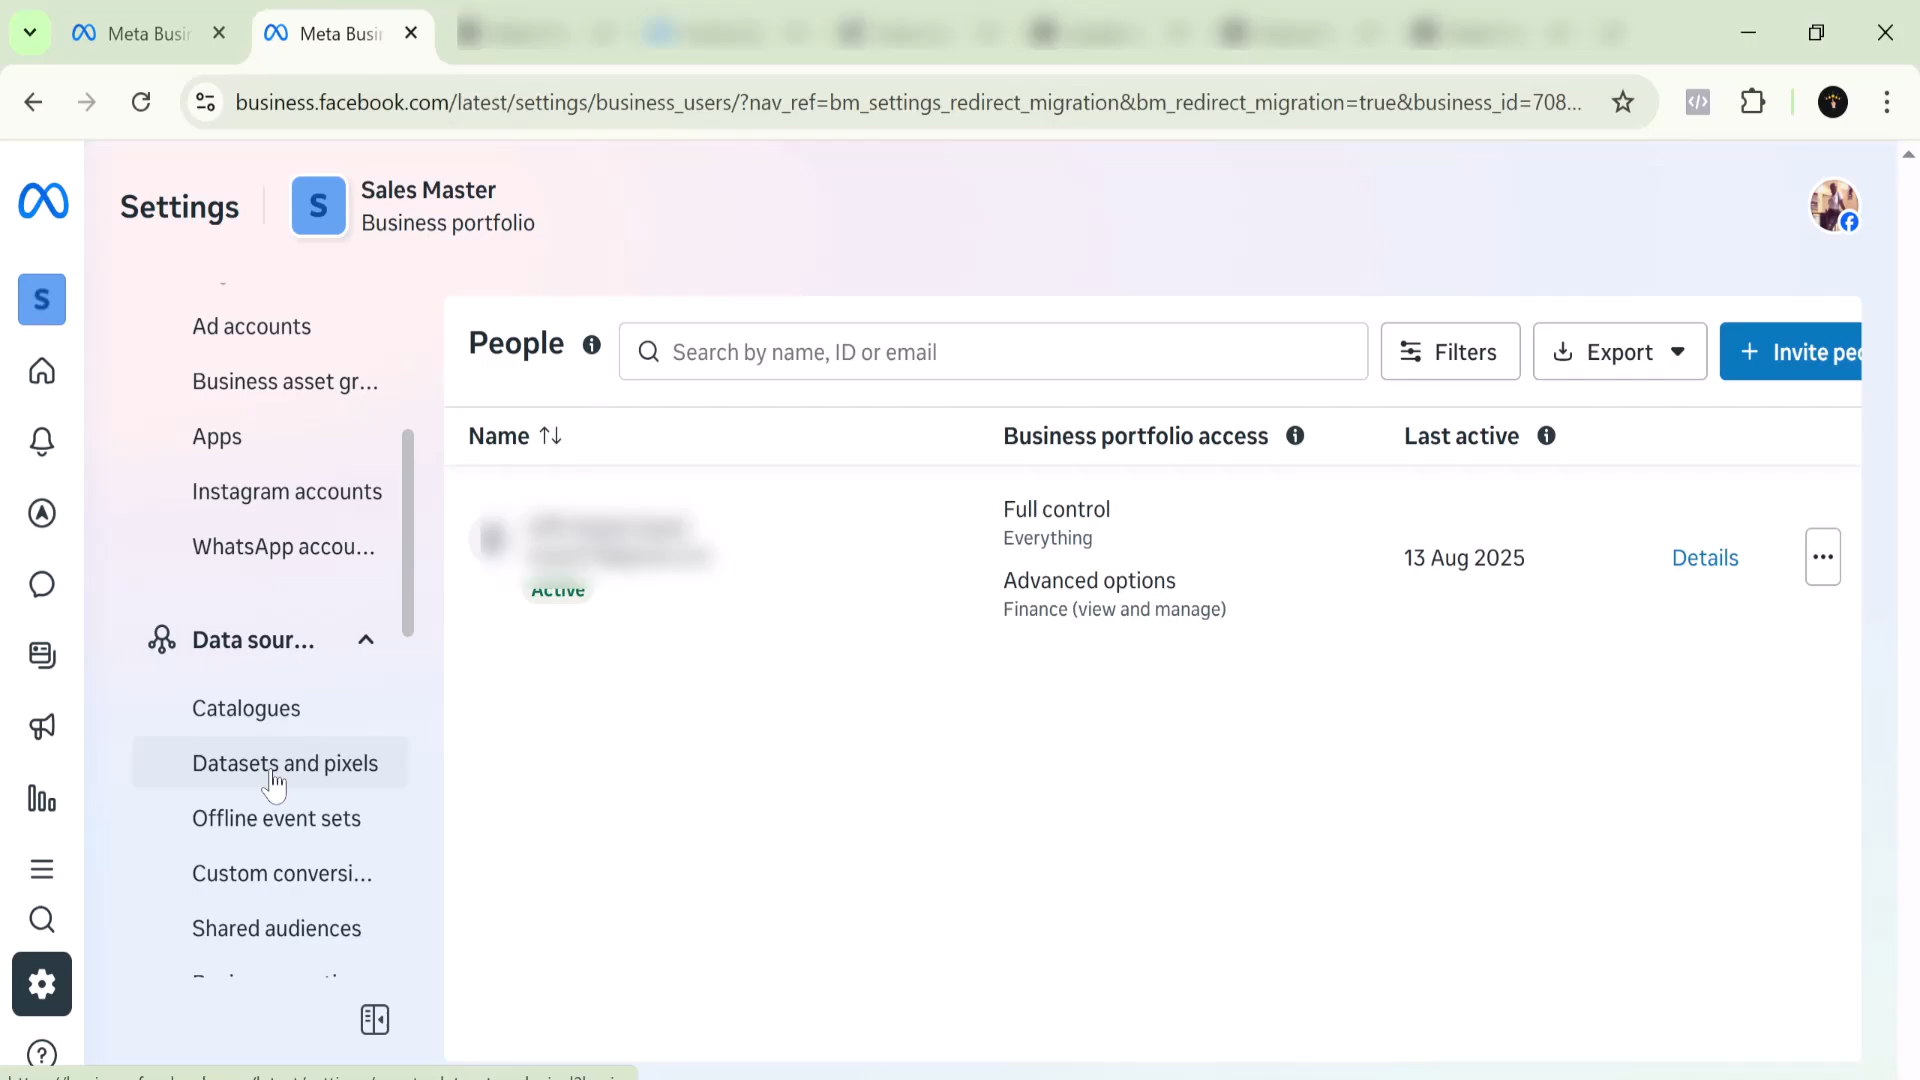 Meta Busi
Meta Busi
business.facebook.com/latest/settings/business_users/?nav_ref=bm_settings_redirect_migration&bm_redirect_migration=true&business_id=708...
Settings
S
Sales Master
Business portfolio
S
Ad accounts
Business asset gr...
Apps
Instagram accounts
WhatsApp accou...
Data sour...
Catalogues
Datasets and pixels
Offline event sets
Custom conversi...
Shared audiences
People
Search by name, ID or email
Filters
Export
+ Invite peo
Name
Business portfolio access
Last active
Active
Full control
Everything
Advanced options
Finance (view and manage)
13 Aug 2025
Details